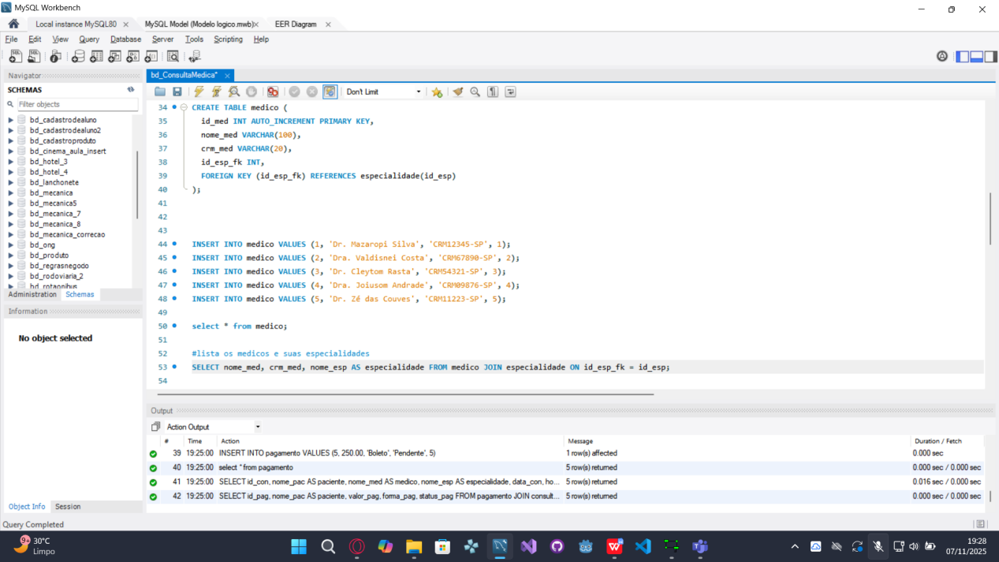 MySQL Workbench
Local instance MySQL80
MySQL Model (Modelo logico.mwb)
EER Diagram
File Edit View Query Database Server Tools Scripting Help
Navigator
SCHEMAS
Filter objects
bd_cadastrodealuno
bd_cadastrodealuno2
bd_cadastroproduto
bd_cinema_aula_insert
bd_hotel_3
bd_hotel_4
bd_lanchonete
bd_mecanica
bd_mecanica5
bd_mecanica_7
bd_mecanica_8
bd_mecanica_correcao
bd_ong
bd_produto
bd_regrasnegodo
bd_rodoviaria_2
bd_rotaonibus
Administration Schemas
Information
No object selected
Object Info Session
bd_ConsultaMedica*
Don't Limit
34 CREATE TABLE medico (
35 id_med INT AUTO_INCREMENT PRIMARY KEY,
36 nome_med VARCHAR(100),
37 crm_med VARCHAR(20),
38 id_esp_fk INT,
39 FOREIGN KEY (id_esp_fk) REFERENCES especialidade(id_esp)
40 );
41
42
43
44 INSERT INTO medico VALUES (1, 'Dr. Mazaropi Silva', 'CRM12345-SP', 1);
45 INSERT INTO medico VALUES (2, 'Dra. Valdisnei Costa', 'CRM67890-SP', 2);
46 INSERT INTO medico VALUES (3, 'Dr. Cleytom Rasta', 'CRM54321-SP', 3);
47 INSERT INTO medico VALUES (4, 'Dra. Joiusom Andrade', 'CRM09876-SP', 4);
48 INSERT INTO medico VALUES (5, 'Dr. Zé das Couves', 'CRM11223-SP', 5);
49
50 select * from medico;
51
52 #lista os medicos e suas especialidades
53 SELECT nome_med, crm_med, nome_esp AS especialidade FROM medico JOIN especialidade ON id_esp_fk = id_esp;
54
Output
Action Output
# Time Action Message Duration / Fetch
39 19:25:00 INSERT INTO pagamento VALUES (5, 250.00, 'Boleto', 'Pendente', 5) 1 row(s) affected 0.000 sec
40 19:25:00 select * from pagamento 5 row(s) returned 0.000 sec / 0.000 sec
41 19:25:00 SELECT id_con, nome_pac AS paciente, nome_med AS medico, nome_esp AS especialidade, data_con, ho... 5 row(s) returned 0.016 sec / 0.000 sec
42 19:25:00 SELECT id_pag, nome_pac AS paciente, valor_pag, forma_pag, status_pag FROM pagamento JOIN consult... 5 row(s) returned 0.000 sec / 0.000 sec
Query Completed
9+
30°C
Limpo
19:28
07/11/2025